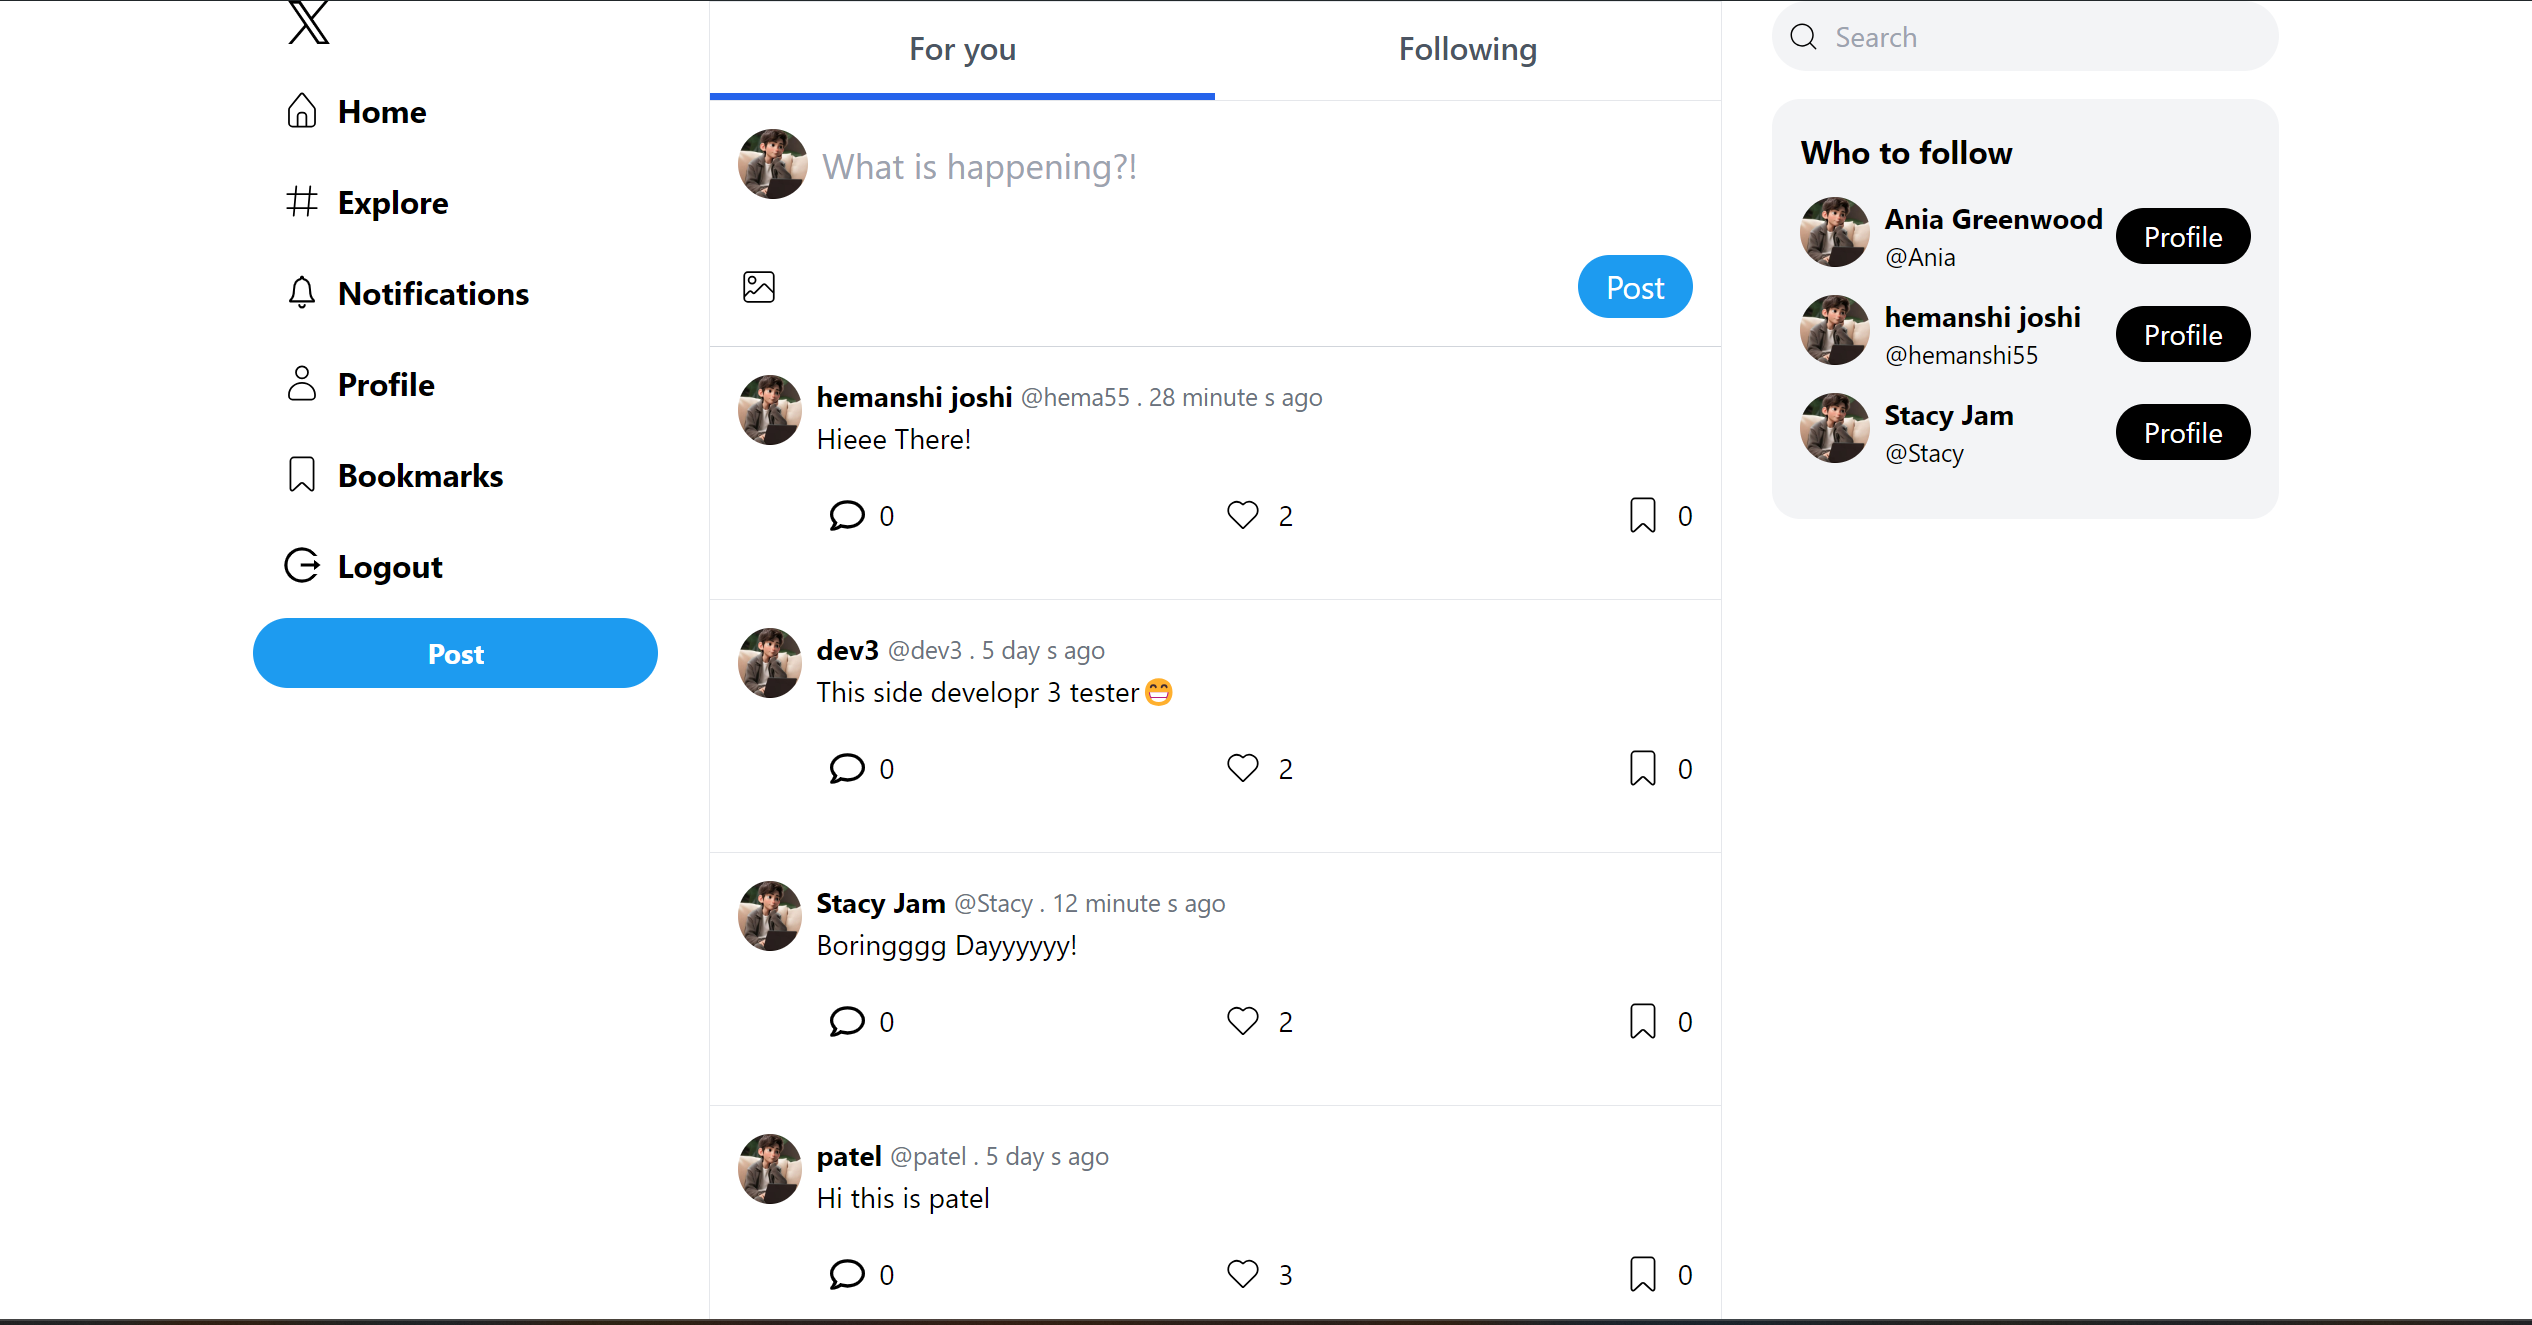 Home
Explore
Notifications
Profile
Bookmarks
Logout
Post
For you
Following
What is happening?!
Post
hemanshi joshi @hema55 . 28 minute s ago
Hieee There!
0 2 0
dev3 @dev3 . 5 day s ago
This side developr 3 tester😁
0 2 0
Stacy Jam @Stacy . 12 minute s ago
Boringggg Dayyyyyy!
0 2 0
patel @patel . 5 day s ago
Hi this is patel
0 3 0
Search
Who to follow
Ania Greenwood
@Ania
Profile
hemanshi joshi
@hemanshi55
Profile
Stacy Jam
@Stacy
Profile